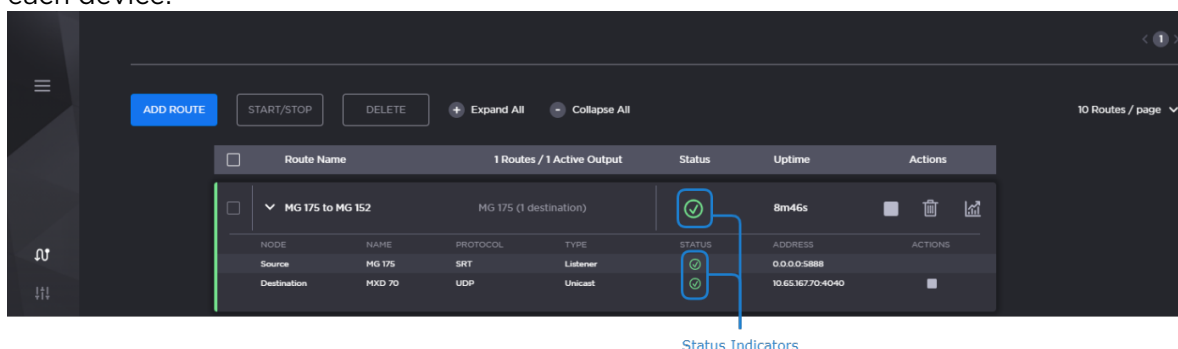 each device.
1
ADD ROUTE START/STOP DELETE + Expand All - Collapse All 10 Routes / page
Route Name 1 Routes / 1 Active Output Status Uptime Actions
MG 175 to MG 152 MG 175 (1 destination) 8m46s
NODE NAME PROTOCOL TYPE STATUS ADDRESS ACTIONS
Source MG 175 SRT Listener 0.0.0.0:5888
Destination MXD 70 UDP Unicast 10.65.167.70:4040
Status Indicators